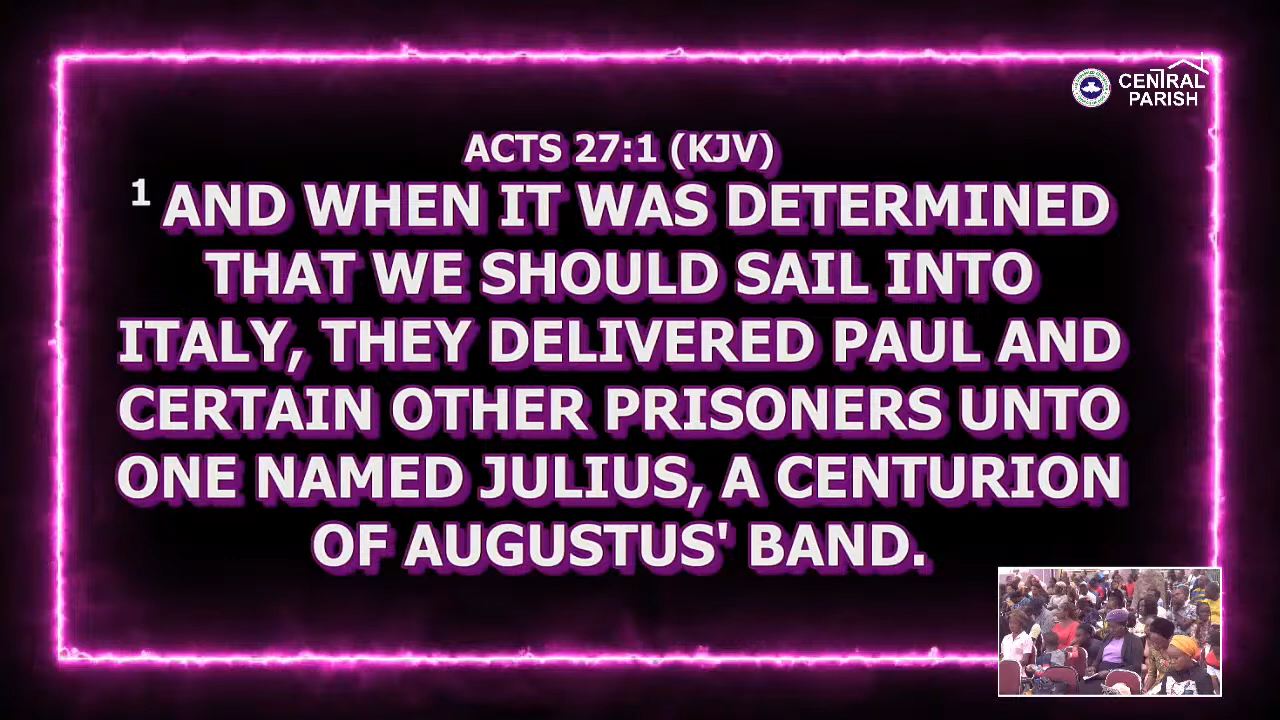 CENTRAL
PARISH
ACTS 27:1 (KJV)
1 AND WHEN IT WAS DETERMINED
THAT WE SHOULD SAIL INTO
ITALY, THEY DELIVERED PAUL AND
CERTAIN OTHER PRISONERS UNTO
ONE NAMED JULIUS, A CENTURION
OF AUGUSTUS' BAND.